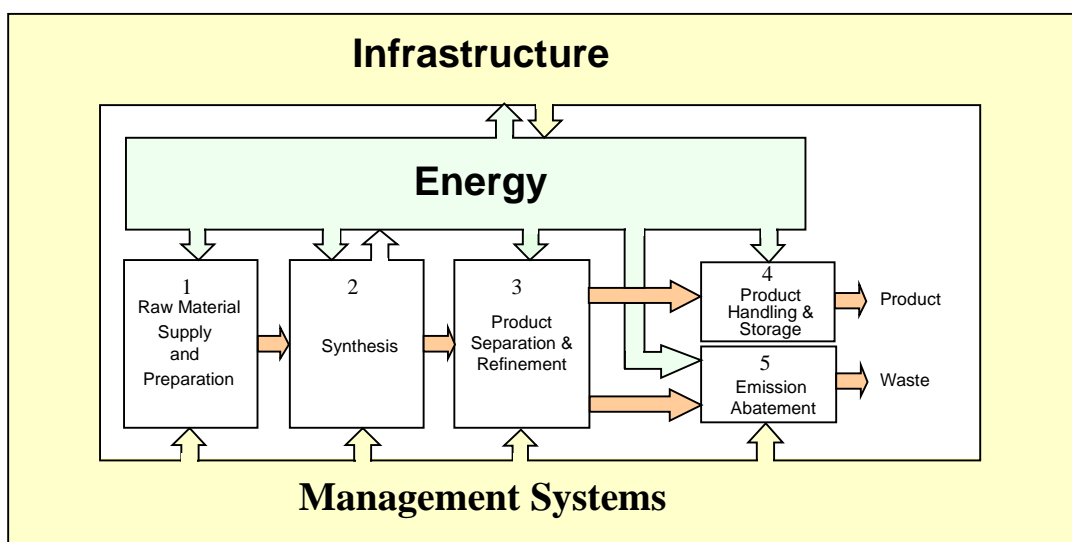 Infrastructure
Energy
1
Raw Material
Supply
and
Preparation
2
Synthesis
3
Product
Separation &
Refinement
4
Product
Handling &
Storage
Product
5
Emission
Abatement
Waste
Management Systems